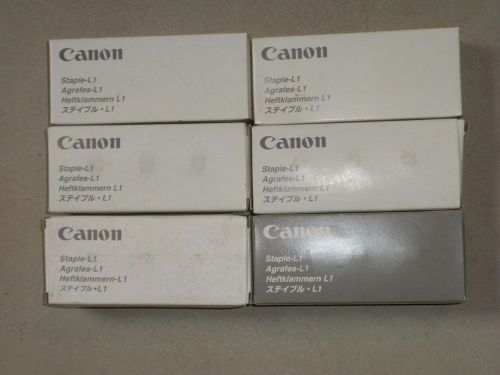 Canon
Staple-L1
Agrafes-L1
Heftklammern L1
ステイプル・L1
Canon
Staple-L1
Agrafes-L1
Heftklammern L1
ステイプル・L1
Canon
Staple-L1
Agrafes-L1
Heftklammern L1
ステイプル・L1
Canon
Staple-L1
Agrafes-L1
Heftklammern L1
ステイプル・L1
Canon
Staple-L1
Agrafes-L1
Heftklammern-L1
ステイプル•L1
Canon
Staple-L1
Agrafes-L1
Heftklammern L1
ステイプル・L1